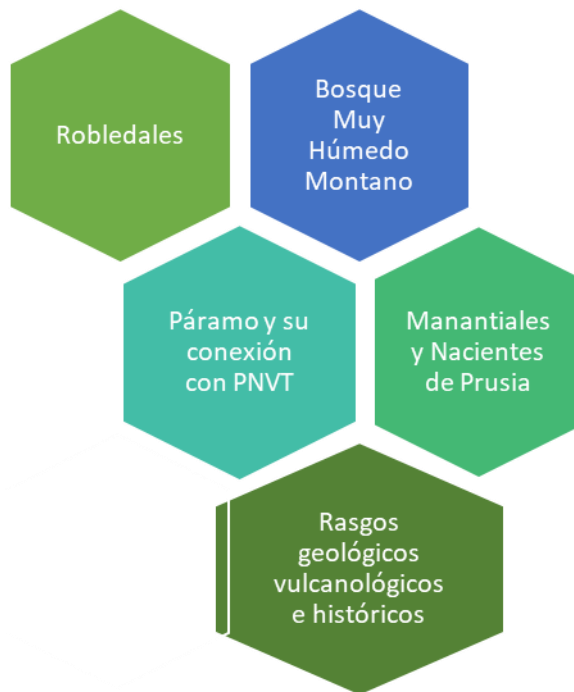 Robledales
Bosque
Muy
Húmedo
Montano
Páramo y su
conexión
con PNVT
Manantiales
y Nacientes
de Prusia
Rasgos
geológicos
vulcanológicos
e históricos